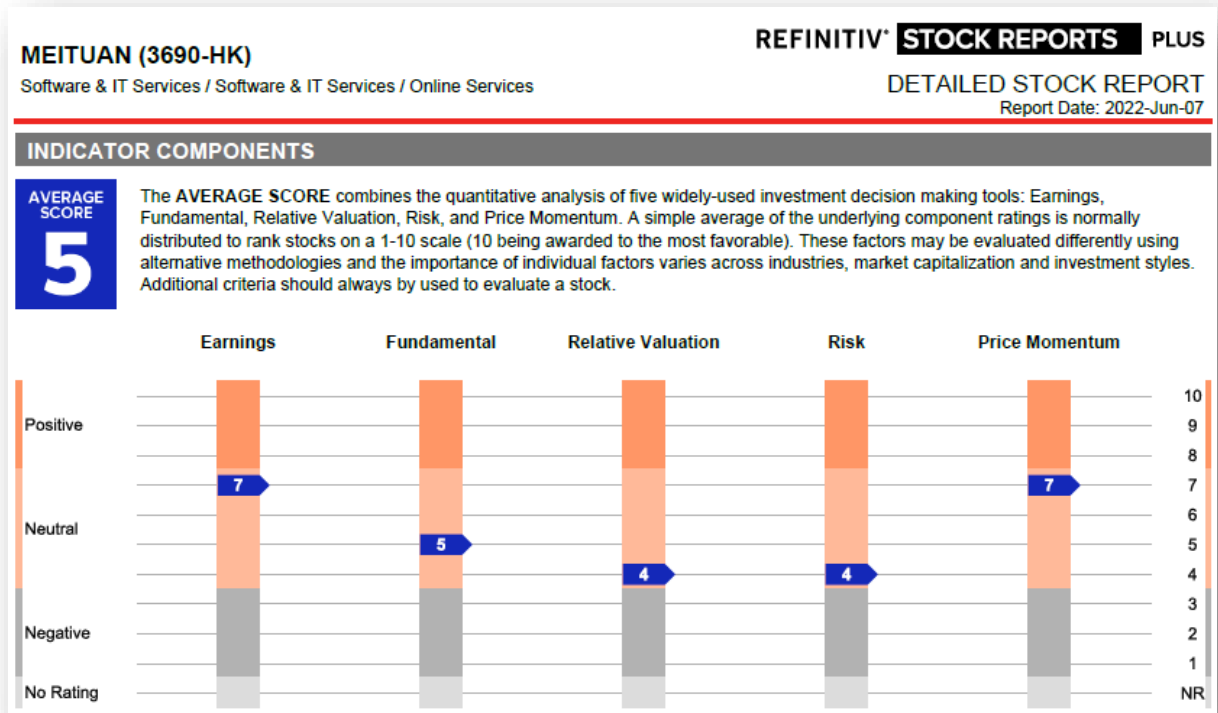 MEITUAN (3690-HK)
Software & IT Services / Software & IT Services / Online Services
REFINITIV® STOCK REPORTS PLUS
DETAILED STOCK REPORT
Report Date: 2022-Jun-07
INDICATOR COMPONENTS
AVERAGE
SCORE
5
The AVERAGE SCORE combines the quantitative analysis of five widely-used investment decision making tools: Earnings,
Fundamental, Relative Valuation, Risk, and Price Momentum. A simple average of the underlying component ratings is normally
distributed to rank stocks on a 1-10 scale (10 being awarded to the most favorable). These factors may be evaluated differently using
alternative methodologies and the importance of individual factors varies across industries, market capitalization and investment styles.
Additional criteria should always by used to evaluate a stock.
Earnings Fundamental Relative Valuation Risk Price Momentum
10
Positive 9
8
7 7 7
6
Neutral
5 5
4 4 4
3
Negative 2
1
No Rating NR